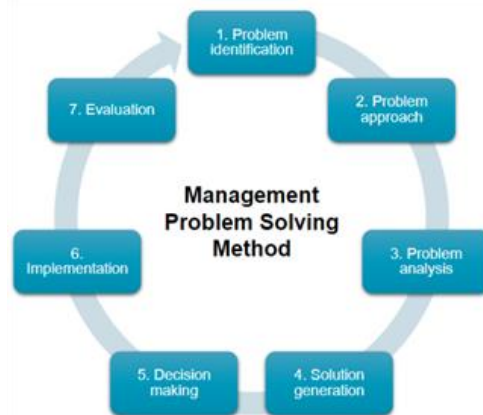 1. Problem
identification
2. Problem
approach
3. Problem
analysis
4. Solution
generation
5. Decision
making
6.
Implementation
7. Evaluation
Management
Problem Solving
Method